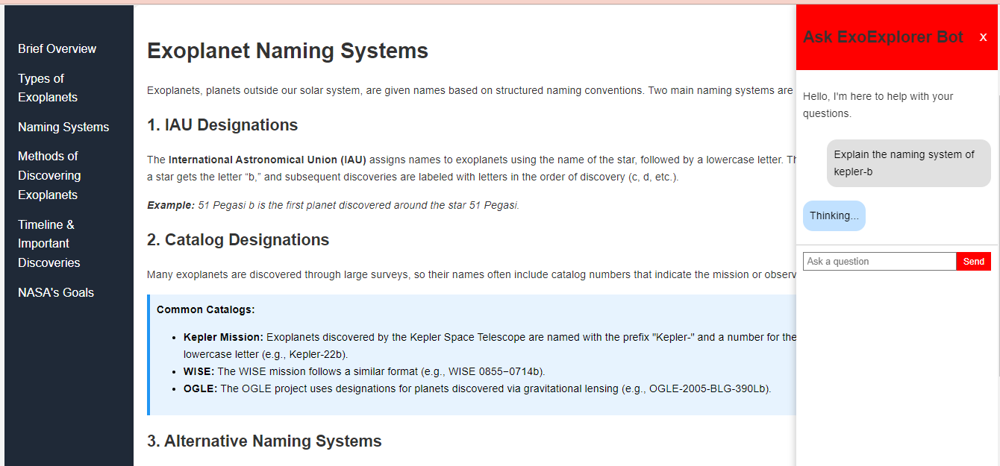 Brief Overview
Types of
Exoplanets
Naming Systems
Methods of
Discovering
Exoplanets
Timeline &
Important
Discoveries
NASA's Goals
Exoplanet Naming Systems
Exoplanets, planets outside our solar system, are given names based on structured naming conventions. Two main naming systems are
1. IAU Designations
The International Astronomical Union (IAU) assigns names to exoplanets using the name of the star, followed by a lowercase letter. Th
a star gets the letter “b,” and subsequent discoveries are labeled with letters in the order of discovery (c, d, etc.).
Example: 51 Pegasi b is the first planet discovered around the star 51 Pegasi.
2. Catalog Designations
Many exoplanets are discovered through large surveys, so their names often include catalog numbers that indicate the mission or observ
Common Catalogs:
• Kepler Mission: Exoplanets discovered by the Kepler Space Telescope are named with the prefix "Kepler-" and a number for the
lowercase letter (e.g., Kepler-22b).
• WISE: The WISE mission follows a similar format (e.g., WISE 0855−0714b).
• OGLE: The OGLE project uses designations for planets discovered via gravitational lensing (e.g., OGLE-2005-BLG-390Lb).
3. Alternative Naming Systems
Ask ExoExplorer Bot X
Hello, I'm here to help with your
questions.
Explain the naming system of
kepler-b
Thinking...
Ask a question Send